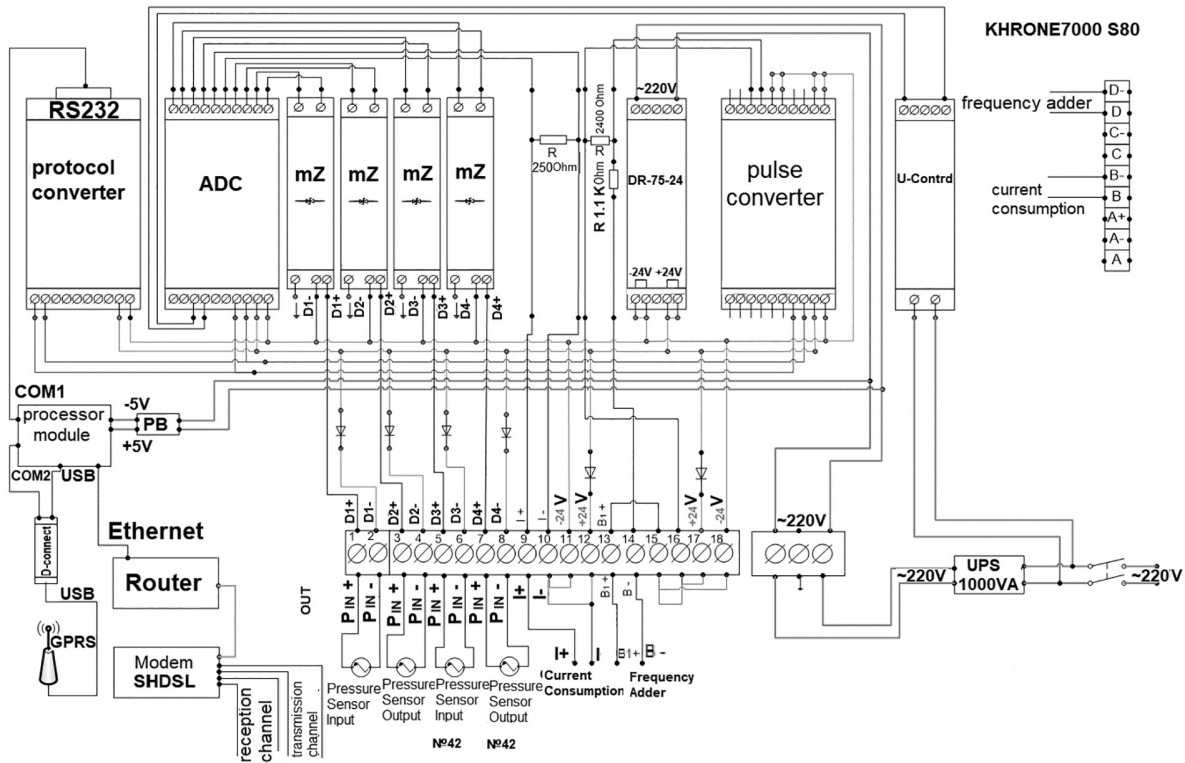 KHRONE7000 S80
RS232
protocol
converter
ADC
mZ
mZ
mZ
mZ
R
250Ohm
2400 Ohm
R
R 1.1 KOhm
~220V
DR-75-24
-24V +24V
pulse
converter
U-Contrd
frequency adder
current
consumption
D-
D
C-
C
B-
B
A+
A-
A
D1-
D1+
D2-
D2+
D3-
D3+
D4-
D4+
COM1
processor
module
-5V
PB
+5V
COM2
USB
D-connect
USB
GPRS
Ethernet
Router
Modem
SHDSL
reception
channel
transmission
channel
OUT
D1+
D1-
D2+
D2-
D3+
D3-
D4+
D4-
I+
I-
-24 V
+24 V
B1+
+24 V
-24 V
1 2 3 4 5 6 7 8 9 10 11 12 13 14 15 16 17 18
PIN +
PIN -
PIN +
PIN -
PIN +
PIN -
PIN +
PIN -
I+
I-
B1+
B-
I+ I B1+ B -
Pressure
Sensor
Input
Pressure
Sensor
Output
Pressure
Sensor
Input
№42
Pressure
Sensor
Output
№42
Current
Consumption
Frequency
Adder
~220V
~220V
UPS
1000VA
~220V